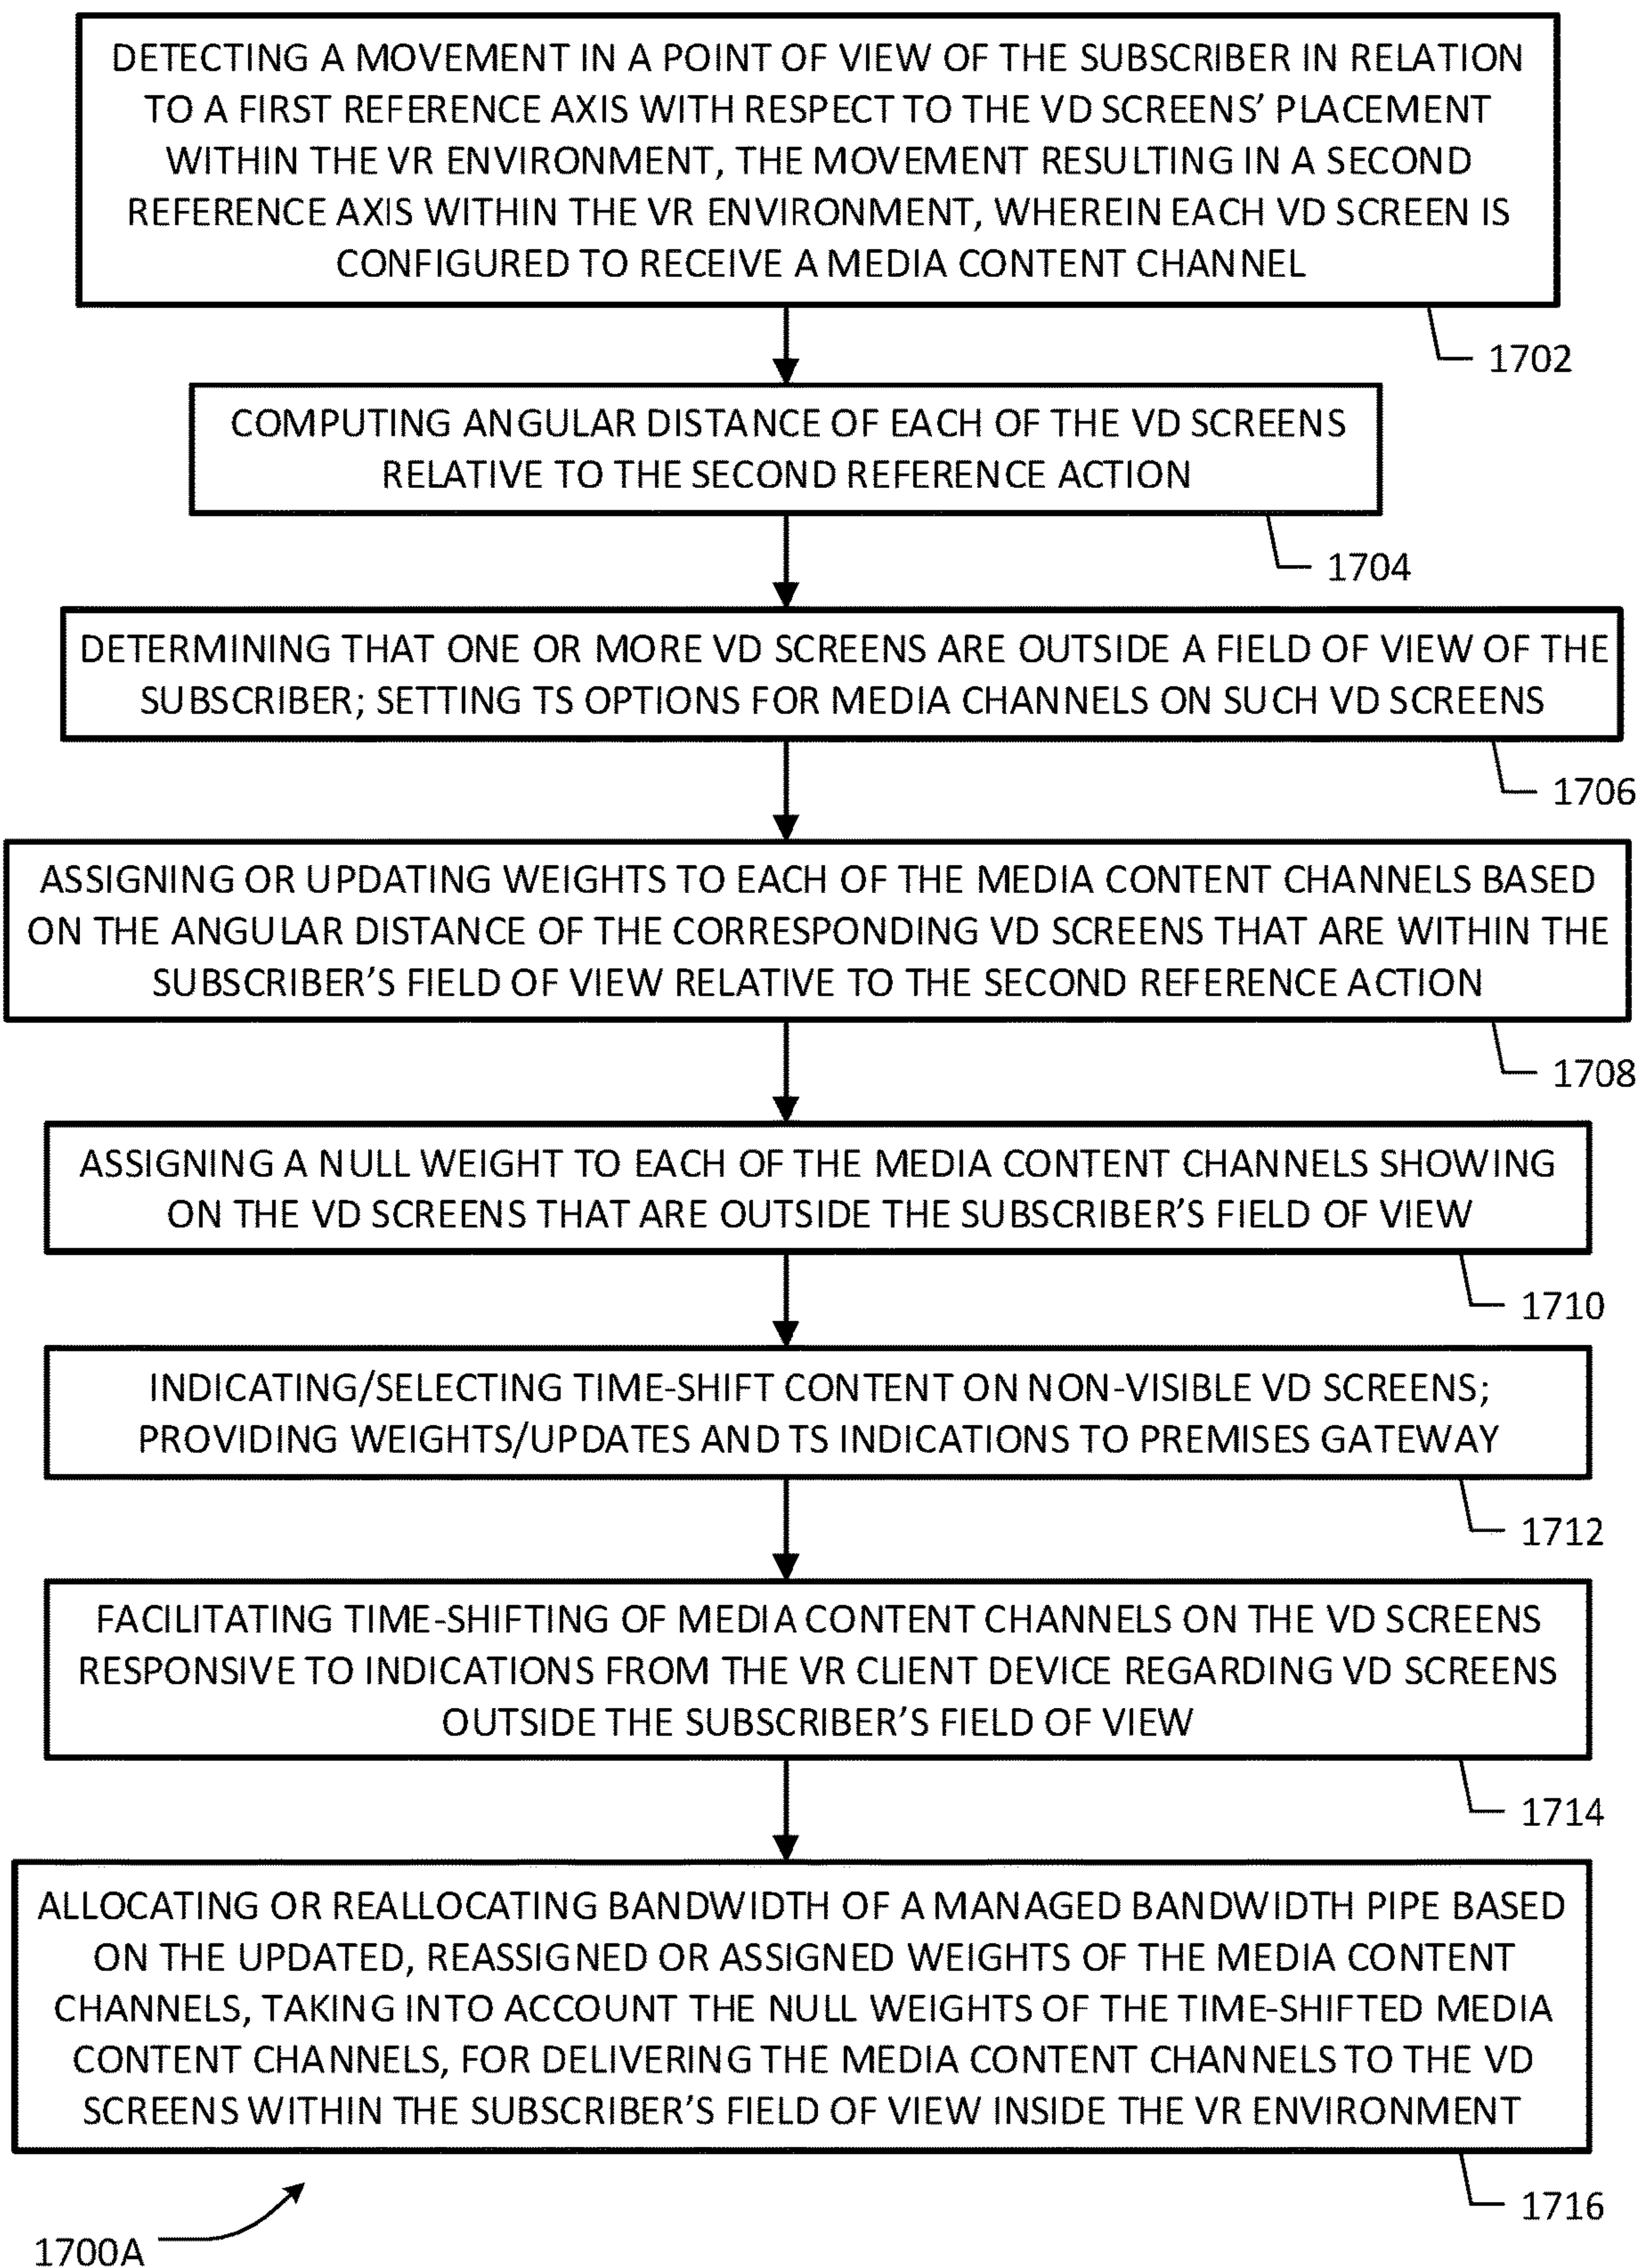 DETECTING A MOVEMENT IN A POINT OF VIEW OF THE SUBSCRIBER IN RELATION
TO A FIRST REFERENCE AXIS WITH RESPECT TO THE VD SCREENS' PLACEMENT
WITHIN THE VR ENVIRONMENT, THE MOVEMENT RESULTING IN A SECOND
REFERENCE AXIS WITHIN THE VR ENVIRONMENT, WHEREIN EACH VD SCREEN IS
CONFIGURED TO RECEIVE A MEDIA CONTENT CHANNEL
1702
COMPUTING ANGULAR DISTANCE OF EACH OF THE VD SCREENS
RELATIVE TO THE SECOND REFERENCE ACTION
1704
DETERMINING THAT ONE OR MORE VD SCREENS ARE OUTSIDE A FIELD OF VIEW OF THE
SUBSCRIBER; SETTING TS OPTIONS FOR MEDIA CHANNELS ON SUCH VD SCREENS
1706
ASSIGNING OR UPDATING WEIGHTS TO EACH OF THE MEDIA CONTENT CHANNELS BASED
ON THE ANGULAR DISTANCE OF THE CORRESPONDING VD SCREENS THAT ARE WITHIN THE
SUBSCRIBER'S FIELD OF VIEW RELATIVE TO THE SECOND REFERENCE ACTION
1708
ASSIGNING A NULL WEIGHT TO EACH OF THE MEDIA CONTENT CHANNELS SHOWING
ON THE VD SCREENS THAT ARE OUTSIDE THE SUBSCRIBER'S FIELD OF VIEW
1710
INDICATING/SELECTING TIME-SHIFT CONTENT ON NON-VISIBLE VD SCREENS;
PROVIDING WEIGHTS/UPDATES AND TS INDICATIONS TO PREMISES GATEWAY
1712
FACILITATING TIME-SHIFTING OF MEDIA CONTENT CHANNELS ON THE VD SCREENS
RESPONSIVE TO INDICATIONS FROM THE VR CLIENT DEVICE REGARDING VD SCREENS
OUTSIDE THE SUBSCRIBER'S FIELD OF VIEW
1714
ALLOCATING OR REALLOCATING BANDWIDTH OF A MANAGED BANDWIDTH PIPE BASED
ON THE UPDATED, REASSIGNED OR ASSIGNED WEIGHTS OF THE MEDIA CONTENT
CHANNELS, TAKING INTO ACCOUNT THE NULL WEIGHTS OF THE TIME-SHIFTED MEDIA
CONTENT CHANNELS, FOR DELIVERING THE MEDIA CONTENT CHANNELS TO THE VD
SCREENS WITHIN THE SUBSCRIBER'S FIELD OF VIEW INSIDE THE VR ENVIRONMENT
1716
1700A